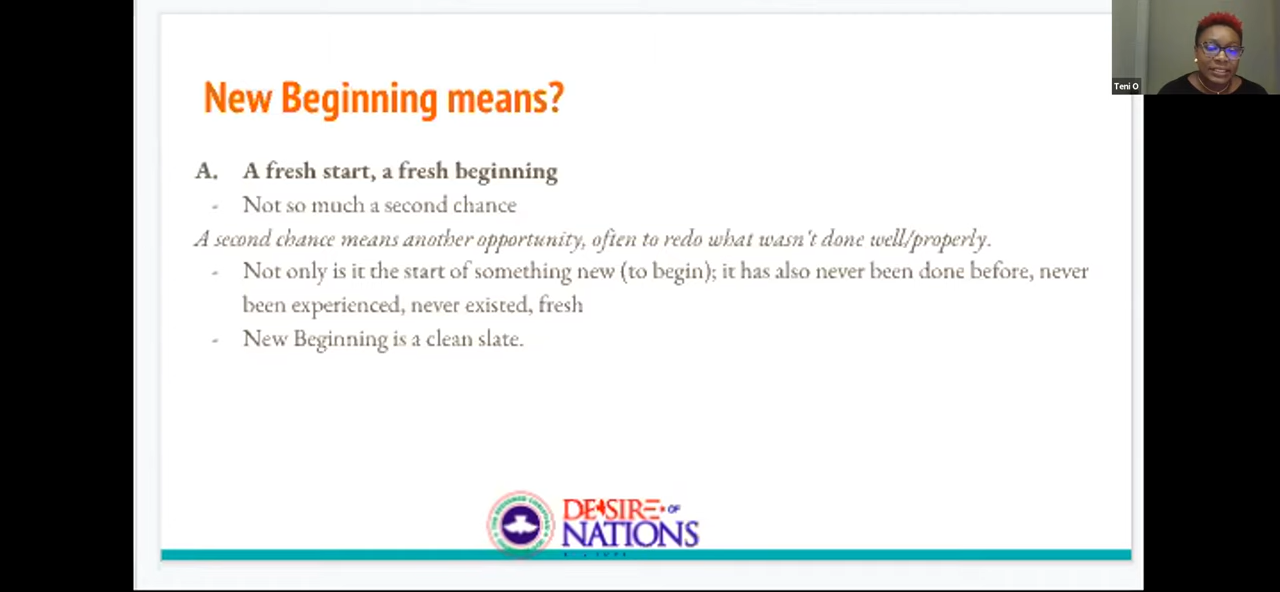 New Beginning means?
Teni O
A. A fresh start, a fresh beginning
- Not so much a second chance
A second chance means another opportunity, often to redo what wasn't done well/properly.
- Not only is it the start of something new (to begin); it has also never been done before, never
been experienced, never existed, fresh
- New Beginning is a clean slate.
DESIRE OF
NATIONS